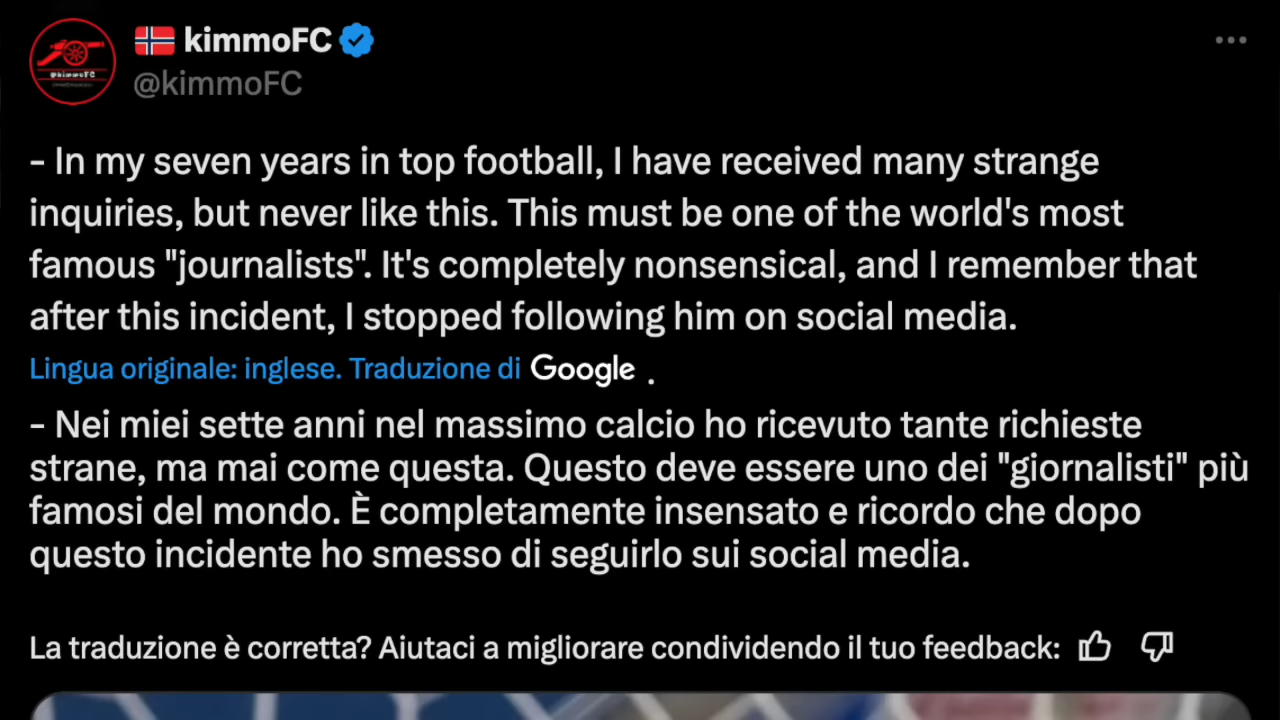 kimmoFC
@kimmoFC
@kimmoFC
- In my seven years in top football, I have received many strange
inquiries, but never like this. This must be one of the world's most
famous "journalists". It's completely nonsensical, and I remember that
after this incident, I stopped following him on social media.
Lingua originale: inglese. Traduzione di Google .
- Nei miei sette anni nel massimo calcio ho ricevuto tante richieste
strane, ma mai come questa. Questo deve essere uno dei "giornalisti" più
famosi del mondo. È completamente insensato e ricordo che dopo
questo incidente ho smesso di seguirlo sui social media.
La traduzione è corretta? Aiutaci a migliorare condividendo il tuo feedback: